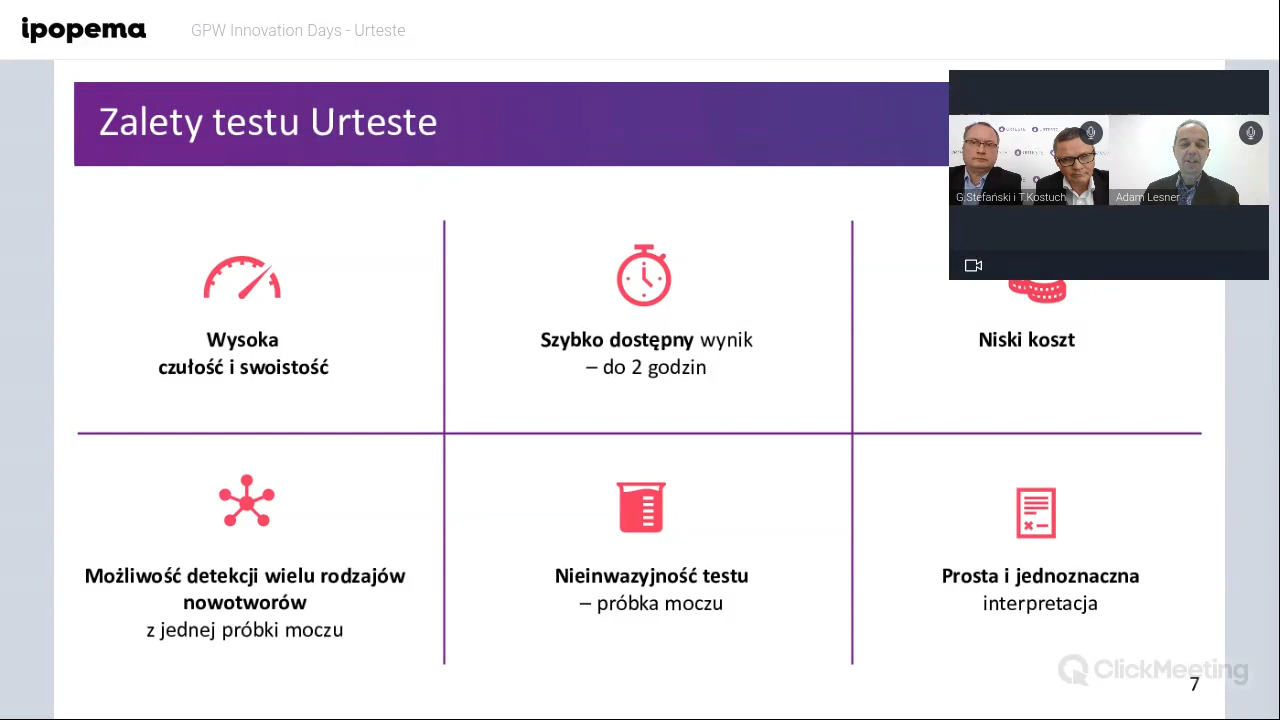 ipopema
GPW Innovation Days - Urteste
Zalety testu Urteste
URTESTE
URTESTE
G.Stefański i T.Kostuch
Adam Lesner
Wysoka
czułość i swoistość
Szybko dostępny wynik
– do 2 godzin
Niski koszt
Możliwość detekcji wielu rodzajów
nowotworów
z jednej próbki moczu
Nieinwazyjność testu
– próbka moczu
Prosta i jednoznaczna
interpretacja
ClickMeeting
7